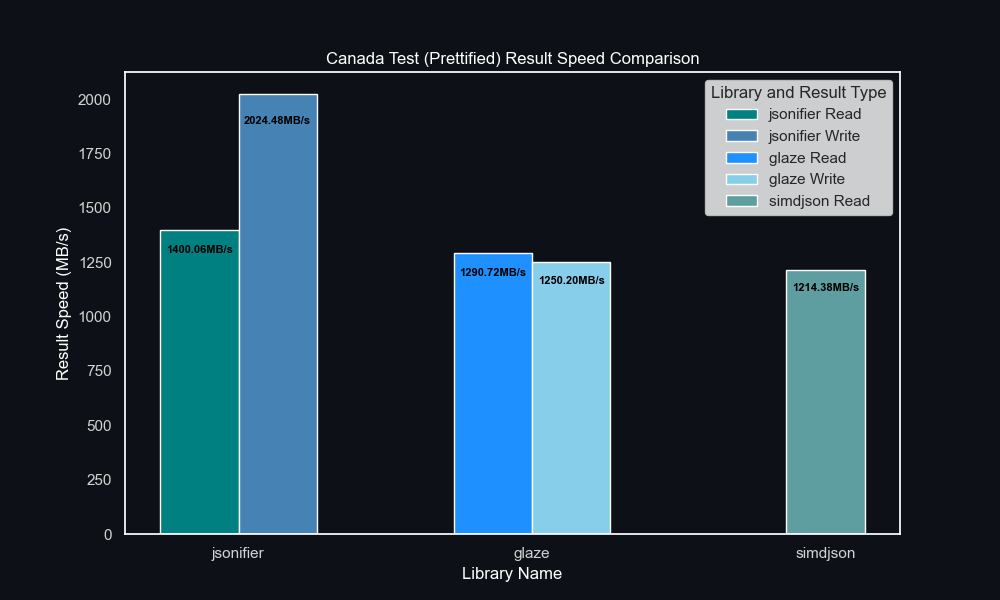 Canada Test (Prettified) Result Speed Comparison
Library and Result Type
jsonifier Read
jsonifier Write
glaze Read
glaze Write
simdjson Read
Result Speed (MB/s)
2000
1750
1500
1250
1000
750
500
250
0
2024.48MB/s
1400.06MB/s
1290.72MB/s
1250.20MB/s
1214.38MB/s
jsonifier
glaze
simdjson
Library Name